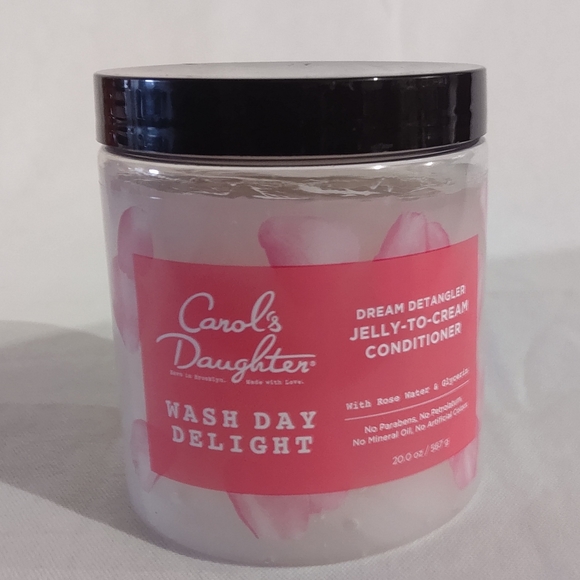 Carol's
Daughter®
Born in Brooklyn. Made with Love.
WASH DAY
DELIGHT
DREAM DETANGLER
JELLY-TO-CREAM
CONDITIONER
With Rose Water & Glycerin
No Parabens, No Petrolatum,
No Mineral Oil, No Artificial Colors
20.0 oz / 567 g